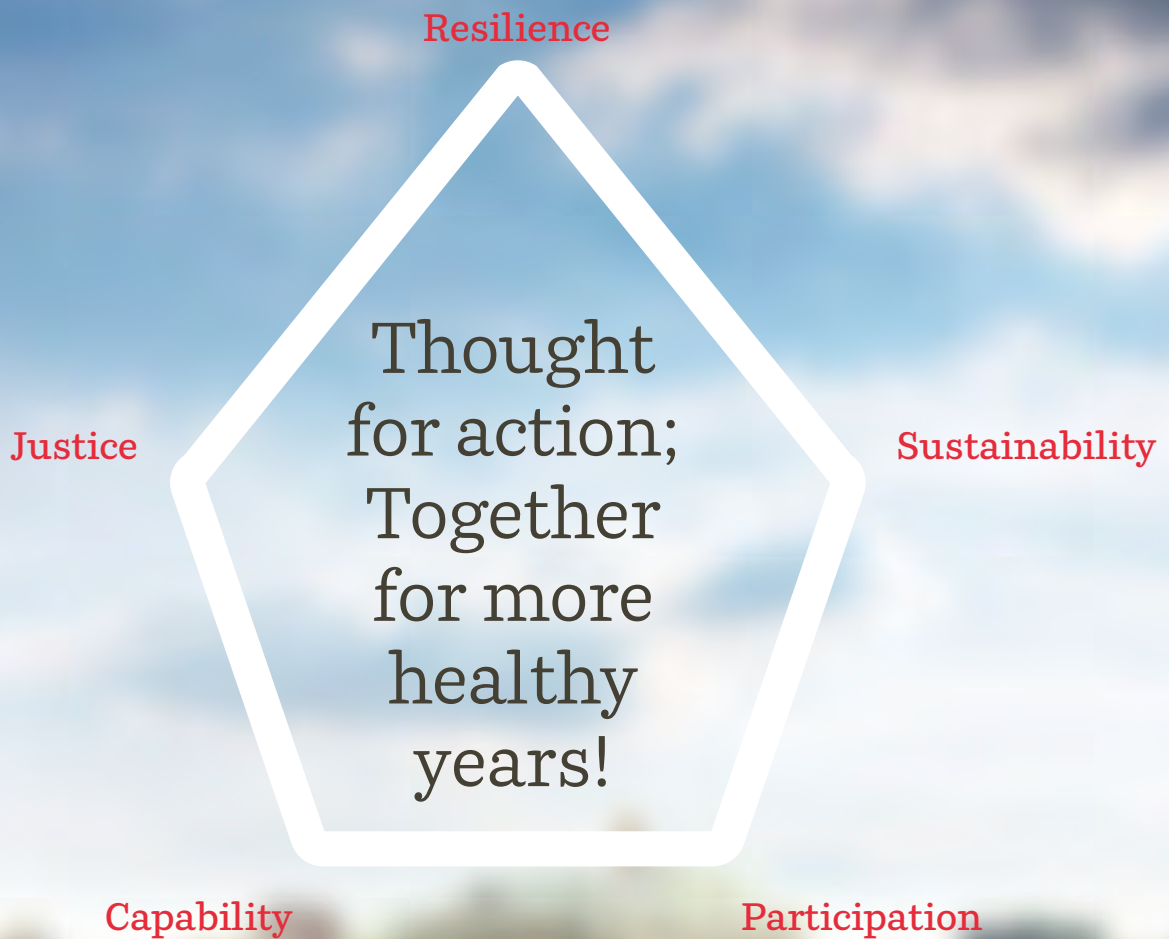 Resilience
Thought
for action;
Justice
Sustainability
Together
for more
healthy
years!
Capability
Participation